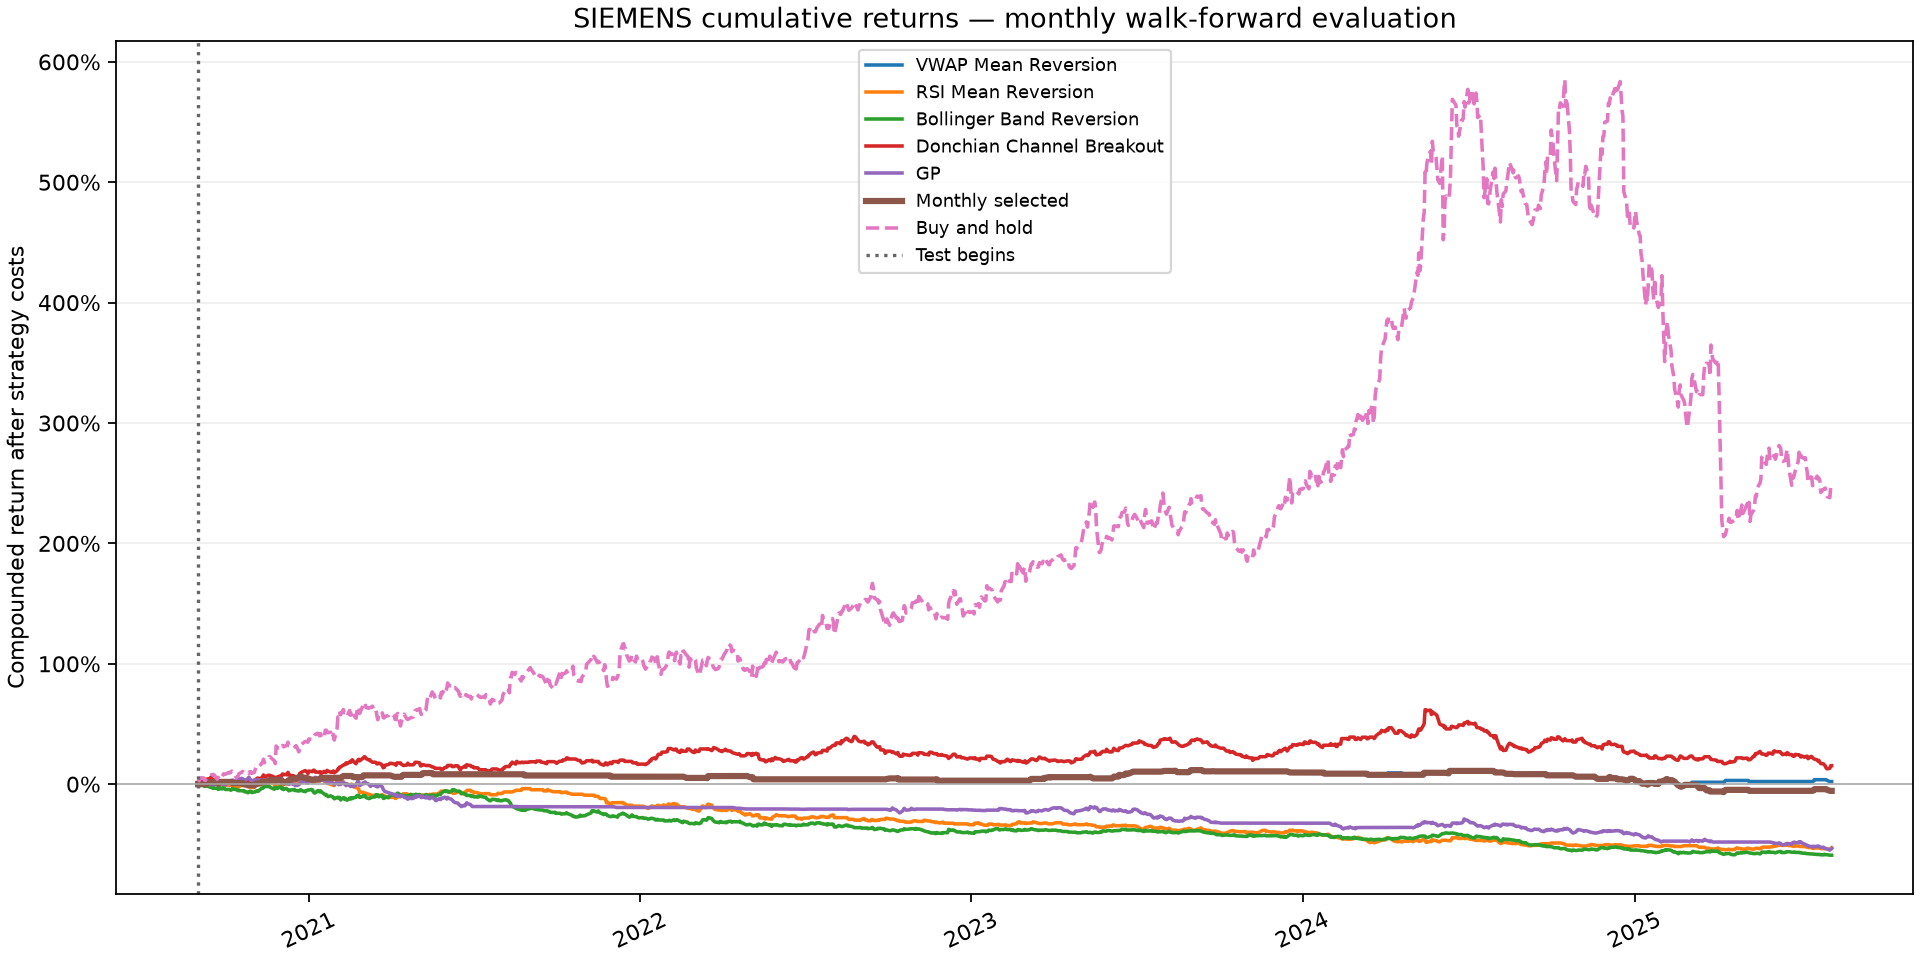 SIEMENS cumulative returns — monthly walk-forward evaluation
Compounded return after strategy costs
600%
500%
400%
300%
200%
100%
0%
VWAP Mean Reversion
RSI Mean Reversion
Bollinger Band Reversion
Donchian Channel Breakout
GP
Monthly selected
Buy and hold
Test begins
2021
2022
2023
2024
2025